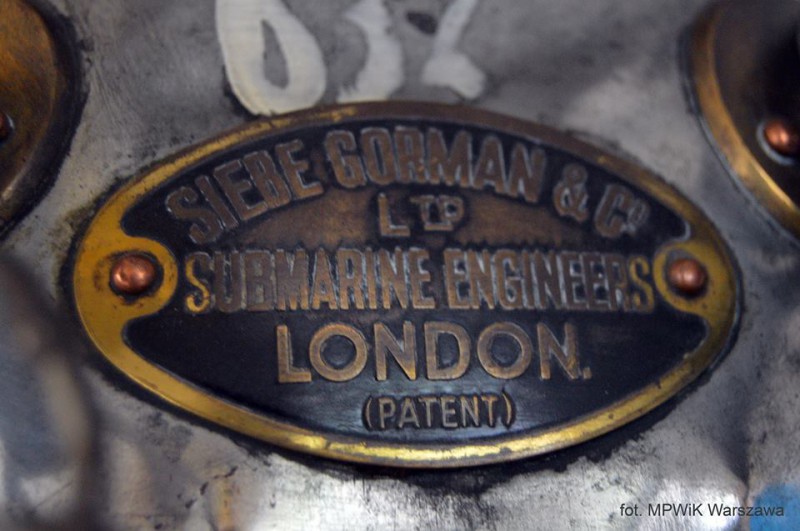 SIEBE GORMAN & Co
LTD
SUBMARINE ENGINEERS
LONDON.
(PATENT)
fot. MPWiK Warszawa